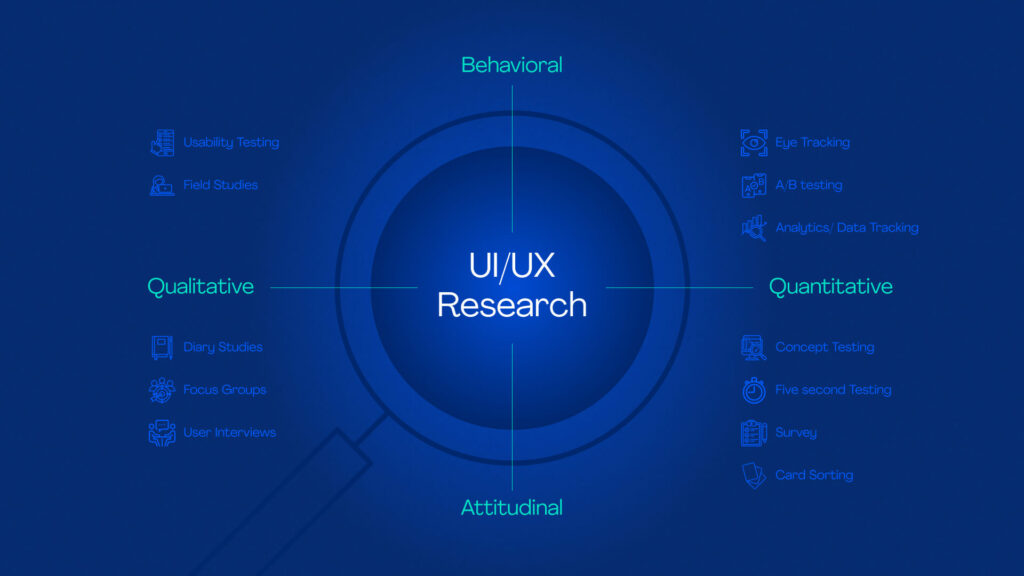 Behavioral
Usability Testing
Field Studies
Eye Tracking
A B
A/B testing
Analytics/ Data Tracking
Qualitative
UI/UX
Research
Quantitative
Diary Studies
Focus Groups
User Interviews
Concept Testing
Five second Testing
Survey
Card Sorting
Attitudinal